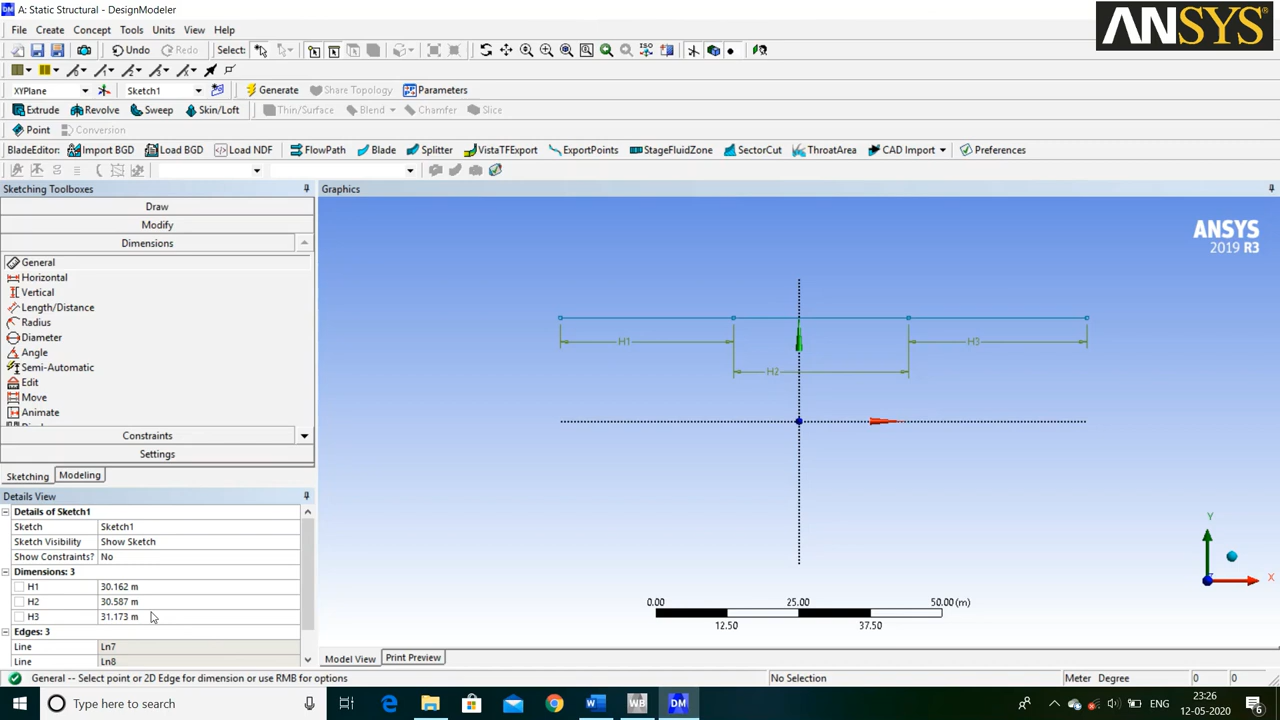 A: Static Structural - DesignModeler
File Create Concept Tools Units View Help
ANSYS
Undo Redo Select:
XYPlane Sketch1 Generate Share Topology Parameters
Extrude Revolve Sweep Skin/Loft Thin/Surface Blend Chamfer Slice
Point Conversion
BladeEditor: Import BGD Load BGD Load NDF FlowPath Blade Splitter VistaTFExport ExportPoints StageFluidZone SectorCut ThroatArea CAD Import Preferences
Sketching Toolboxes
Graphics
Draw
Modify
Dimensions
General
Horizontal
Vertical
Length/Distance
Radius
Diameter
Angle
Semi-Automatic
Edit
Move
Animate
Constraints
Settings
Sketching Modeling
ANSYS
2019 R3
H1
H2
H3
Y
X
0.00 25.00 50.00 (m)
12.50 37.50
Details View
Details of Sketch1
Sketch Sketch1
Sketch Visibility Show Sketch
Show Constraints? No
Dimensions: 3
H1 30.162 m
H2 30.587 m
H3 31.173 m
Edges: 3
Line Ln7
Line Ln8
Model View Print Preview
General -- Select point or 2D Edge for dimension or use RMB for options
No Selection
Meter Degree 0 0
Type here to search
23:26
12-05-2020
6